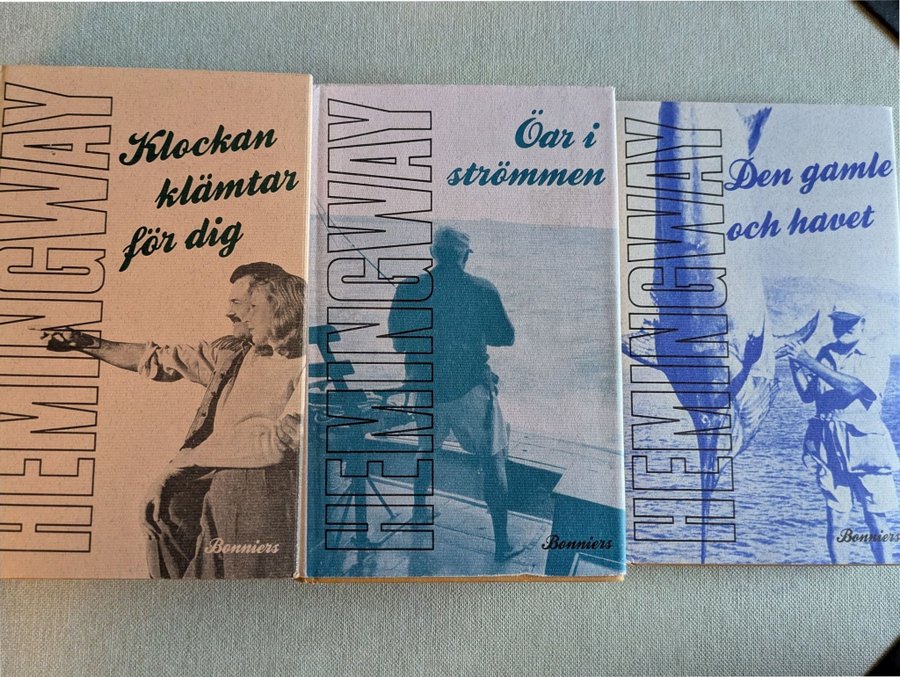 HEMINGWAY
Klockan
klämtar
för dig
Bonniers
HEMINGWAY
Öar i
strömmen
Bonniers
HEMINGWAY
Den gamle
och havet
Bonniers